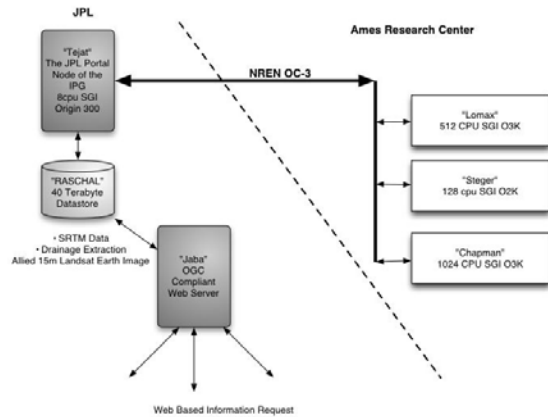 JPL
Ames Research Center
"Tejat"
The JPL Portal
Node of the
IPG
8cpu SGI
Origin 300
NREN OC-3
"Lomax"
512 CPU SGI O3K
"RASCHAL"
40 Terabyte
Datastore
"Steger"
128 cpu SGI O2K
• SRTM Data
• Drainage Extraction
Allied 15m Landsat Earth Image
"Jaba"
OGC
Compliant
Web Server
"Chapman"
1024 CPU SGI O3K
Web Based Information Request